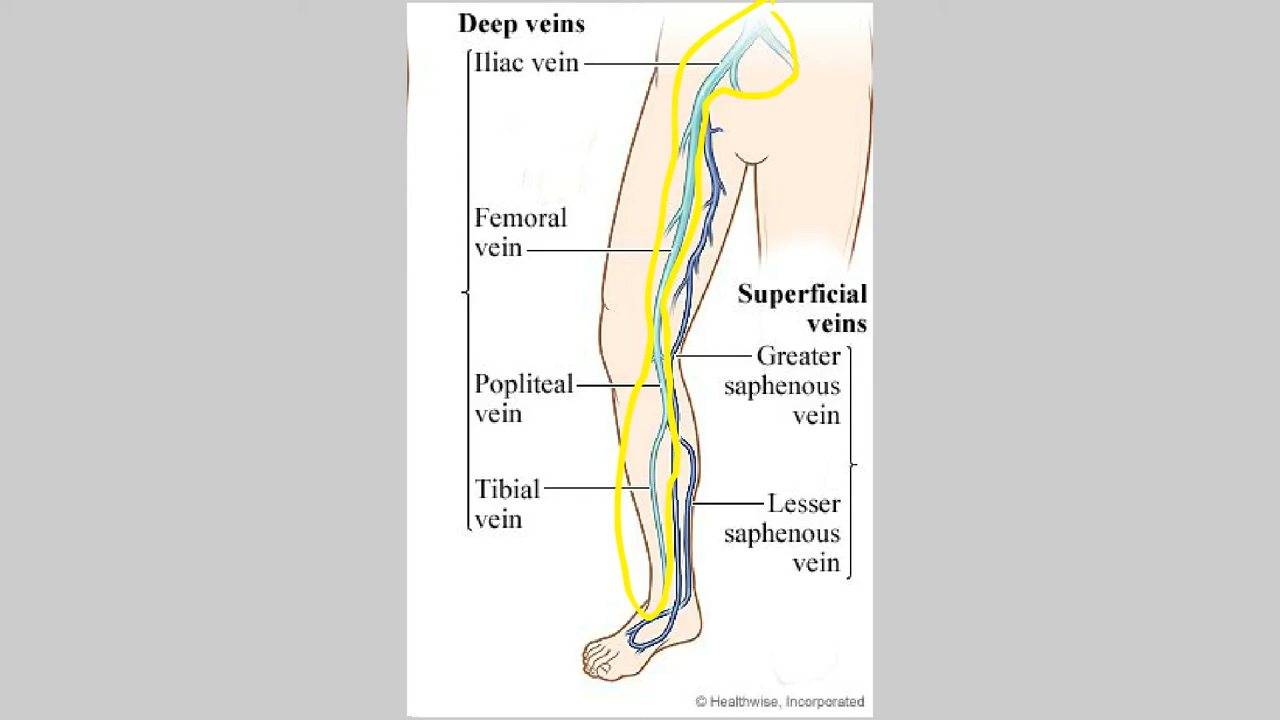 Deep veins
Iliac vein
Femoral
vein
Popliteal
vein
Tibial
vein
Superficial
veins
Greater
saphenous
vein
Lesser
saphenous
vein
© Healthwise, Incorporated